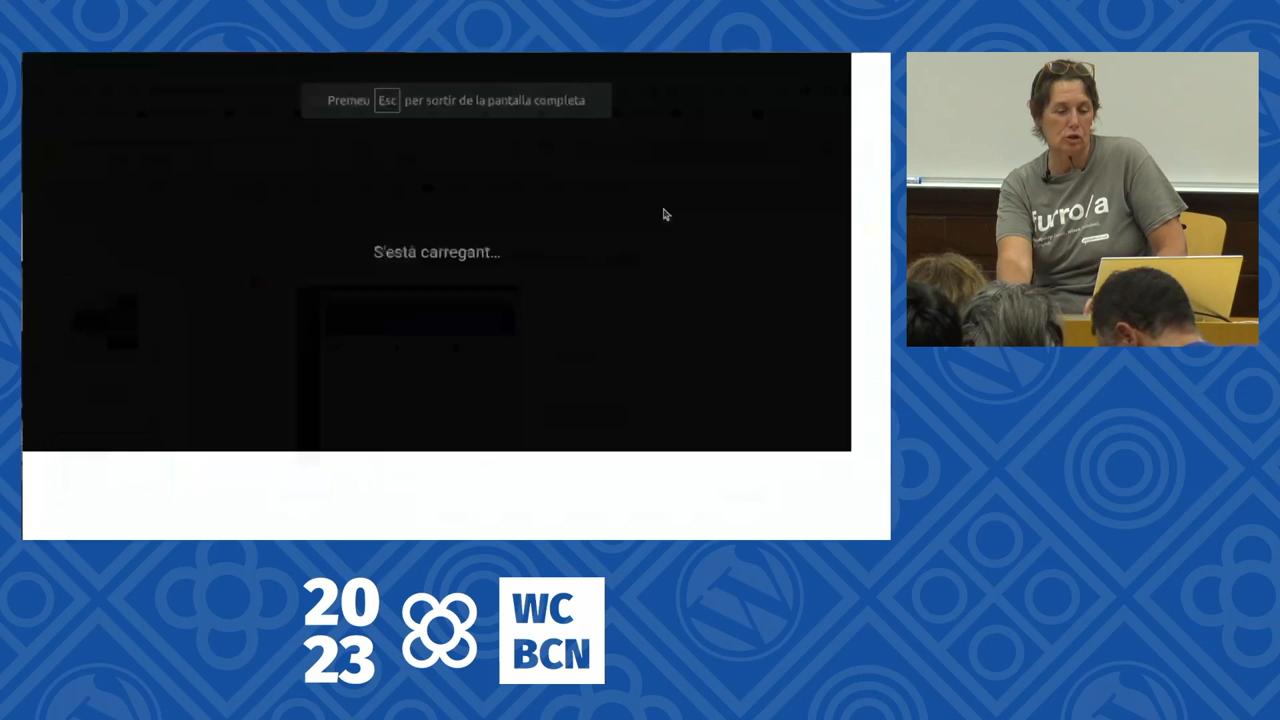 Premeu Esc per sortir de la pantalla completa
S'està carregant...
furro/a
20
23
WC
BCN